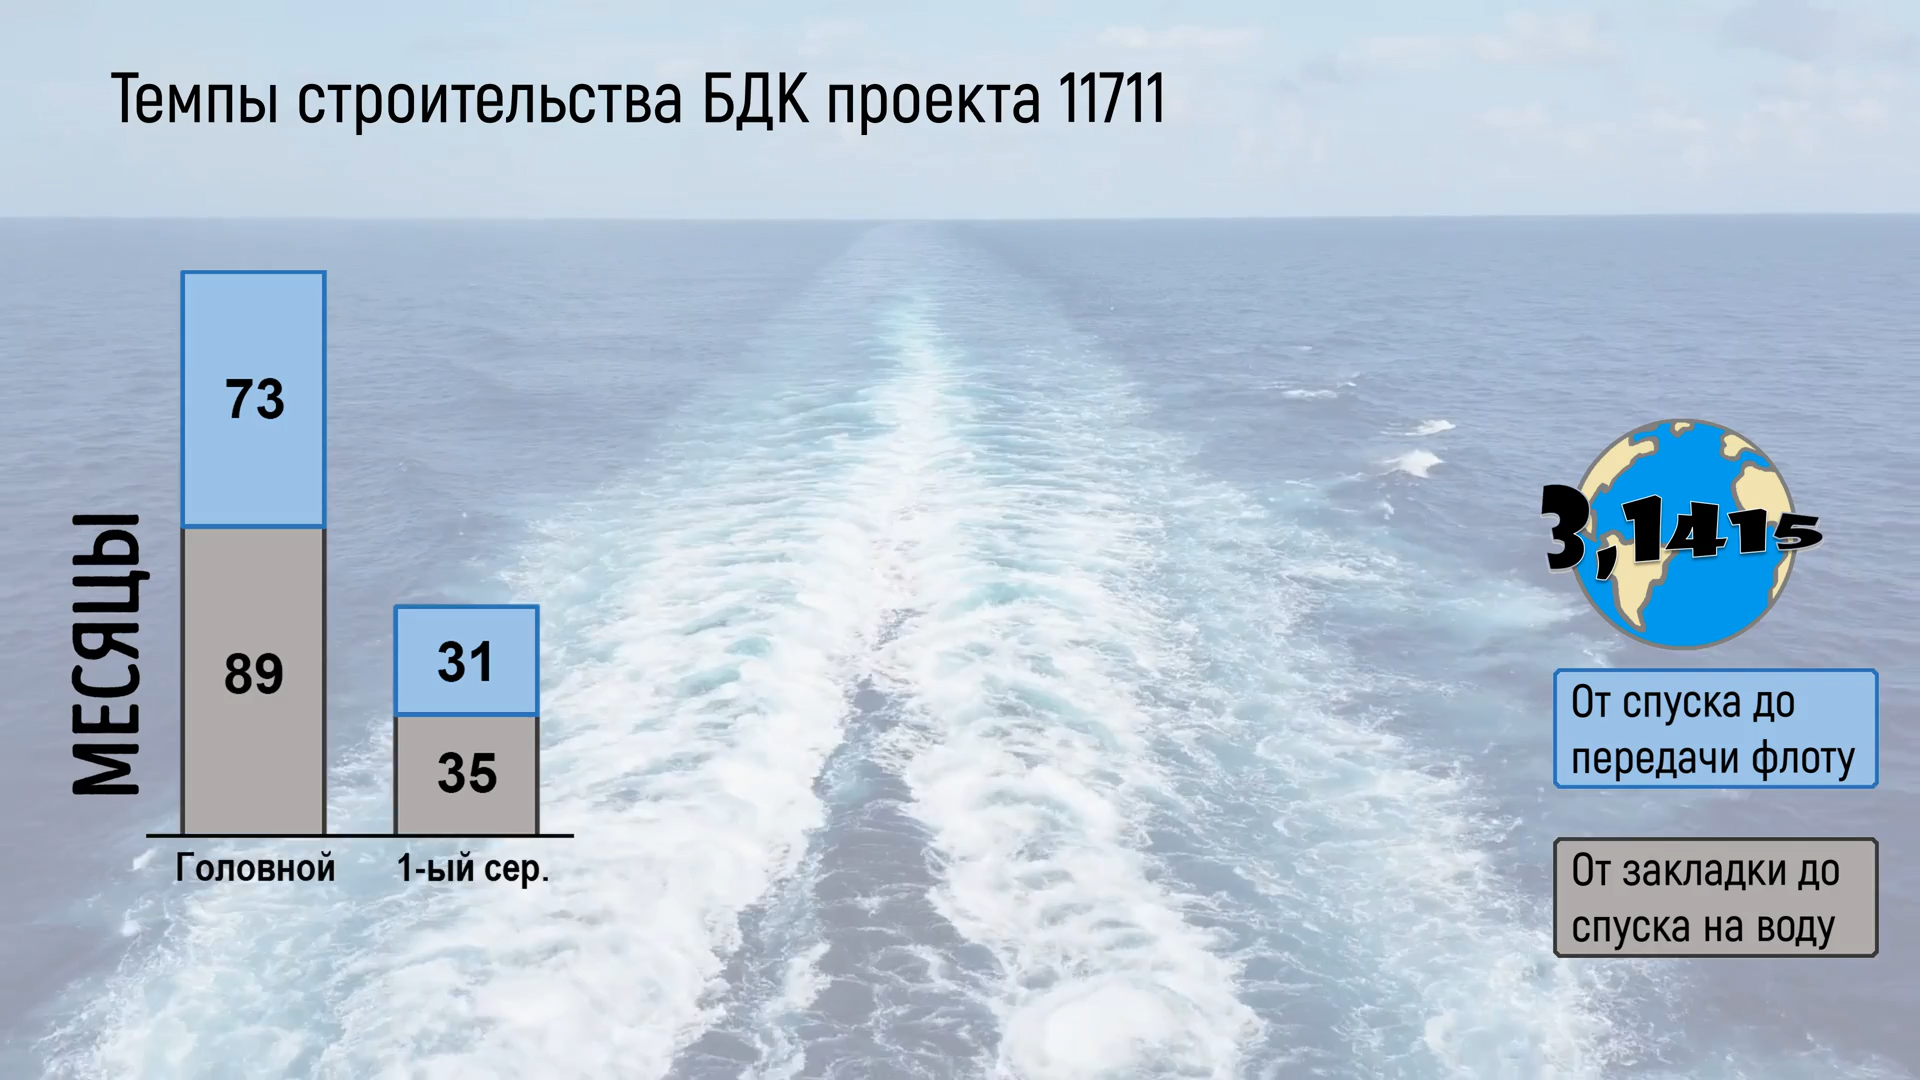 Темпы строительства БДК проекта 11711
МЕСЯЦЫ
73
89
31
35
Головной
1-ый сер.
3,1415
От спуска до
передачи флоту
От закладки до
спуска на воду